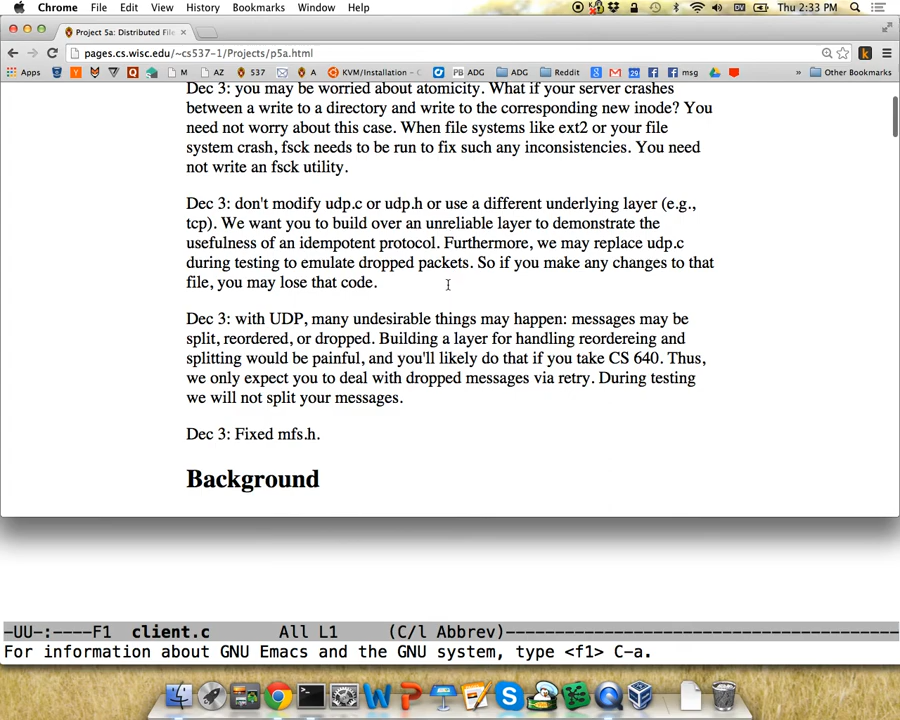 Chrome File Edit View History Bookmarks Window Help Thu 2:33 PM
Project 5a: Distributed File
pages.cs.wisc.edu/~cs537-1/Projects/p5a.html
Apps M AZ 537 A KVM/Installation - C PB ADG ADG Reddit 29 msg » Other Bookmarks
Dec 3: you may be worried about atomicity. What if your server crashes
between a write to a directory and write to the corresponding new inode? You
need not worry about this case. When file systems like ext2 or your file
system crash, fsck needs to be run to fix such any inconsistencies. You need
not write an fsck utility.
Dec 3: don't modify udp.c or udp.h or use a different underlying layer (e.g.,
tcp). We want you to build over an unreliable layer to demonstrate the
usefulness of an idempotent protocol. Furthermore, we may replace udp.c
during testing to emulate dropped packets. So if you make any changes to that
file, you may lose that code.
Dec 3: with UDP, many undesirable things may happen: messages may be
split, reordered, or dropped. Building a layer for handling reordereing and
splitting would be painful, and you'll likely do that if you take CS 640. Thus,
we only expect you to deal with dropped messages via retry. During testing
we will not split your messages.
Dec 3: Fixed mfs.h.
Background
-UU-:----F1 client.c All L1 (C/l Abbrev)------------------------------------------
For information about GNU Emacs and the GNU system, type <f1> C-a.